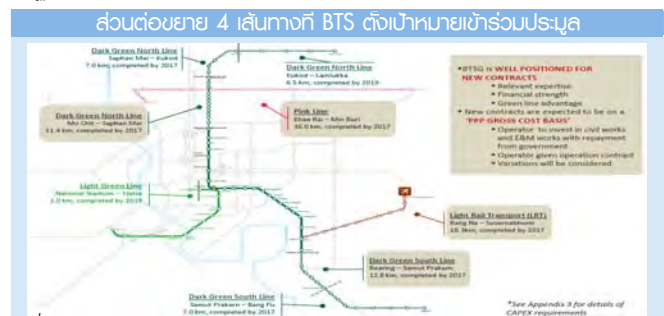 ส่วนต่อขยาย 4 เส้นทางที่ BTS ตั้งเป้าหมายเข้าร่วมประมูล
Dark Green North Line
SapHan Mai – Kukod
7.0 km, completed by 2017
Dark Green North Line
Kukod – Lamlukka
6.5 km, completed by 2019
Dark Green North Line
Mo Chit – SapHan Mai
11.4 km, completed by 2017
Pink Line
Khae Rai – Min Buri
36.0 km, completed by 2017
•BTSG is WELL POSITIONED FOR
NEW CONTRACTS
• Relevant expertise
• Financial strength
• Green line advantage
• New contracts are expected to be on a
'PPP GROSS COST BASIS'
• Operator to invest in civil works
and E&M works with repayment
from government
• Operator given operation contract
• Variations will be considered
Light Green Line
National Stadium – Yodse
1.0 km, completed by 2019
Light Rail Transport (LRT)
Bang Na – Suvarnabhumi
18.3km, completed by 2017
Dark Green South Line
Bearing – Samut Prakarn
12.8 km, completed by 2017
Dark Green South Line
Samut Prakarn – Bang Pu
7.0 km, completed by 2017
*See Appendix 3 for details of
CAPEX requirements